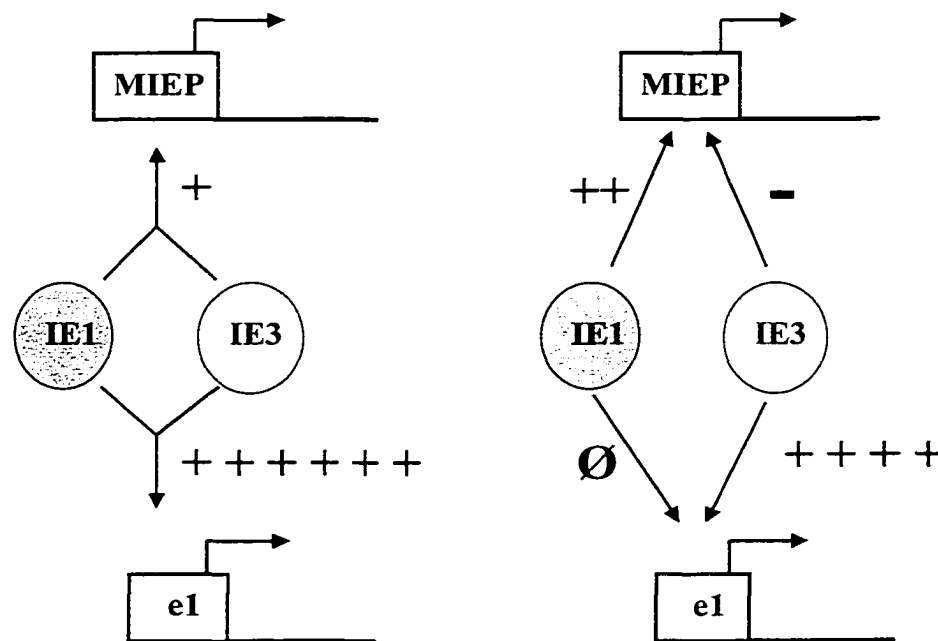 MIEP MIEP
+ ++ -
IE1 IE3 IE1 IE3
+ + + + + + Ø + + + +
e1 e1